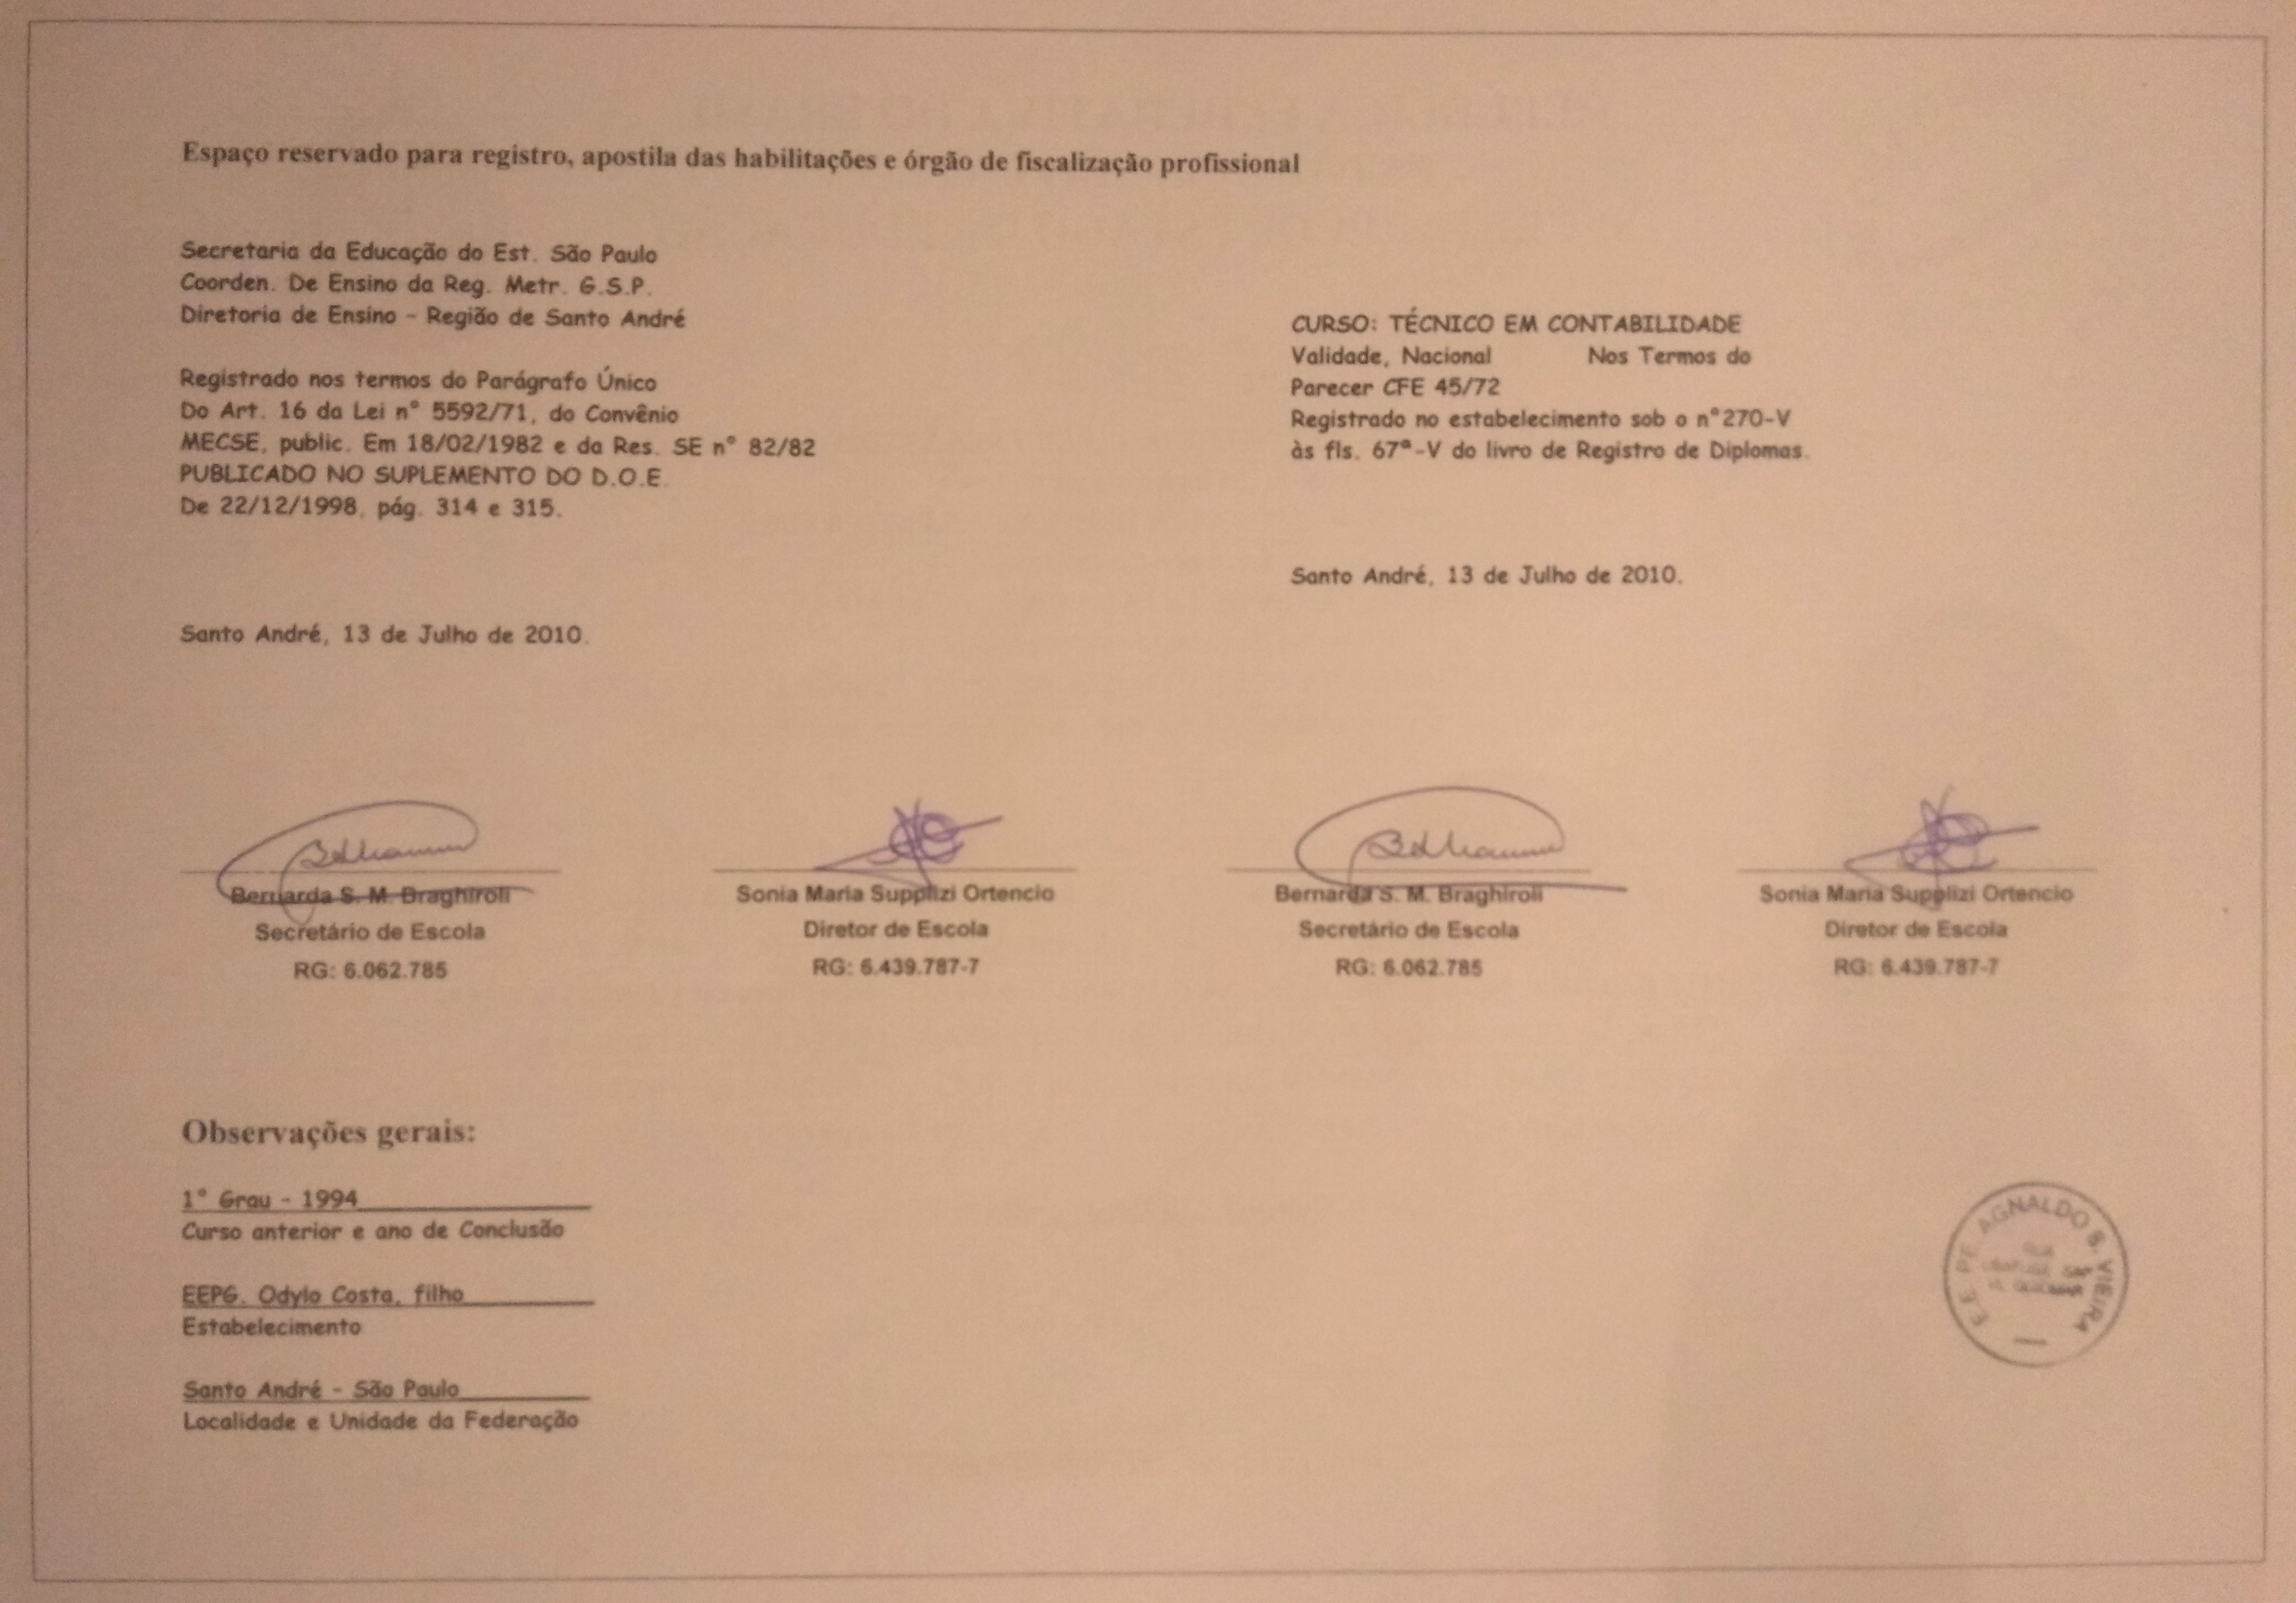 Espaço reservado para registro, apostila das habilitações e órgão de fiscalização profissional
Secretaria da Educação do Est. São Paulo
Coorden. De Ensino da Reg. Metr. G.S.P.
Diretoria de Ensino - Região de Santo André
Registrado nos termos do Parágrafo Único
Do Art. 16 da Lei n° 5592/71, do Convênio
MECSE, public. Em 18/02/1982 e da Res. SE n° 82/82
PUBLICADO NO SUPLEMENTO DO D.O.E.
De 22/12/1998, pág. 314 e 315.
Santo André, 13 de Julho de 2010.
CURSO: TÉCNICO EM CONTABILIDADE
Validade, Nacional Nos Termos do
Parecer CFE 45/72
Registrado no estabelecimento sob o n°270-V
às fls. 67ª-V do livro de Registro de Diplomas.
Santo André, 13 de Julho de 2010.
Bernarda S. M. Braghiroli
Secretário de Escola
RG: 6.062.785
Sonia Maria Supplizi Ortencio
Diretor de Escola
RG: 6.439.787-7
Bernarda S. M. Braghiroli
Secretário de Escola
RG: 6.062.785
Sonia Maria Supplizi Ortencio
Diretor de Escola
RG: 6.439.787-7
Observações gerais:
1° Grau - 1994
Curso anterior e ano de Conclusão
EEPG. Odylo Costa, filho
Estabelecimento
Santo André - São Paulo
Localidade e Unidade da Federação
E.E. PE. AGNALDO S. VIEIRA